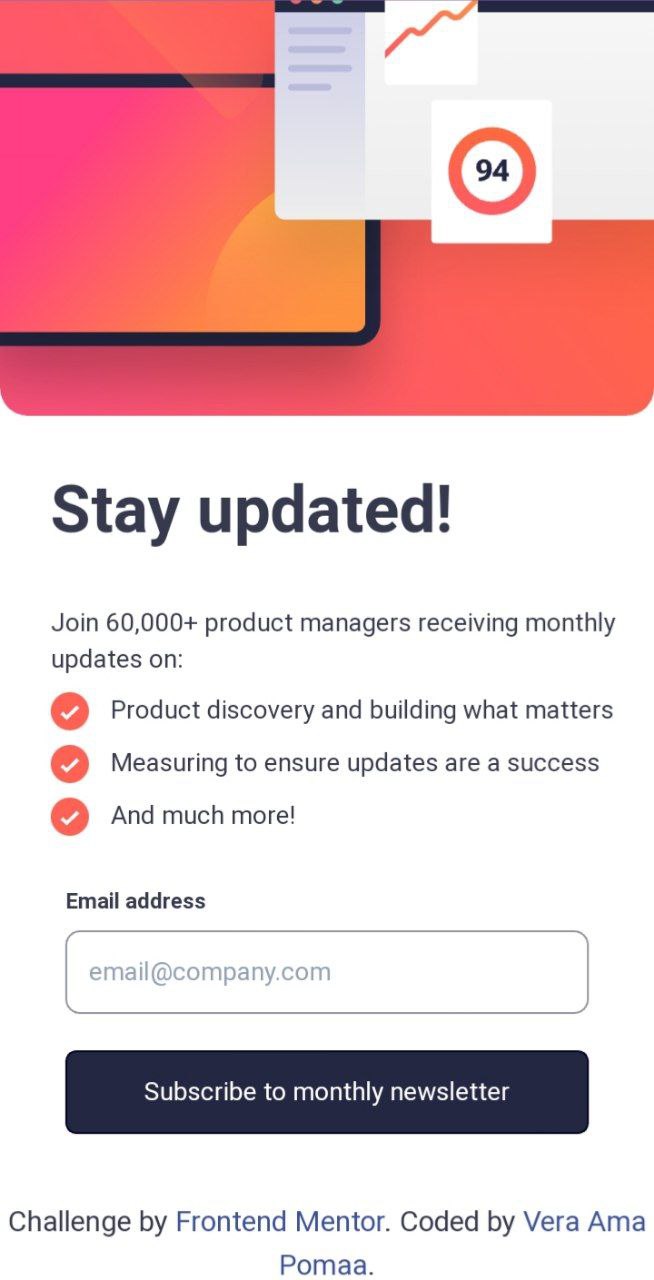 94
Stay updated!
Join 60,000+ product managers receiving monthly
updates on:
Product discovery and building what matters
Measuring to ensure updates are a success
And much more!
Email address
email@company.com
Subscribe to monthly newsletter
Challenge by Frontend Mentor. Coded by Vera Ama
Pomaa.